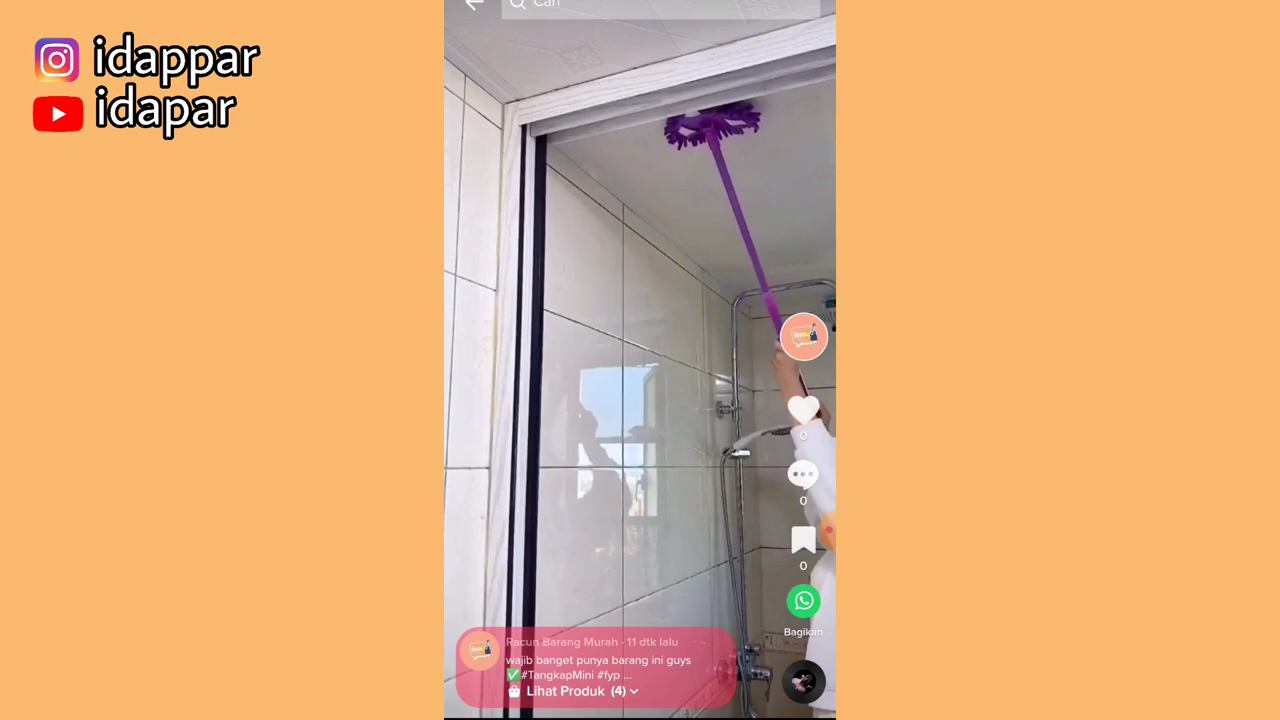 idappar
idapar
Cari
0
0
0
Bagikan
Racun Barang Murah · 11 dtk lalu
wajib banget punya barang ini guys
✅#TangkapMini #fyp ...
Lihat Produk (4)